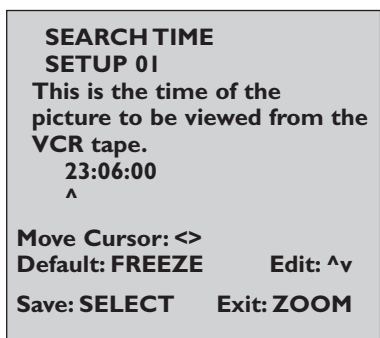 SEARCH TIME
SETUP 01
This is the time of the
picture to be viewed from the
VCR tape.
23:06:00
^
Move Cursor: <>
Default: FREEZE Edit: ^v
Save: SELECT Exit: ZOOM